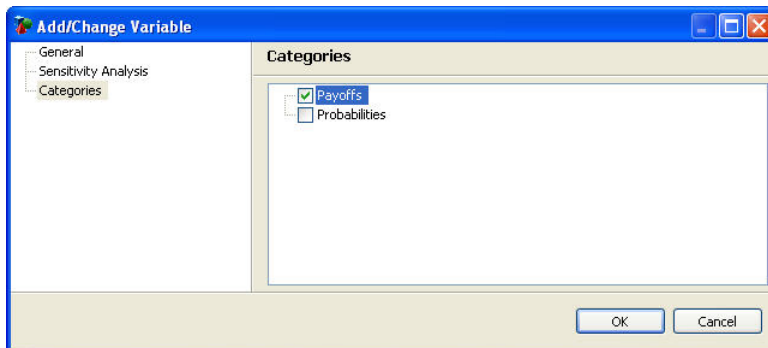 Add/Change Variable
General
Sensitivity Analysis
Categories
Categories
Payoffs
Probabilities
OK
Cancel